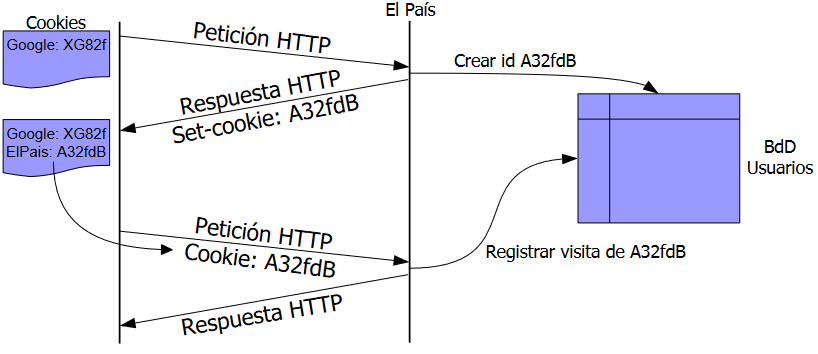 El País
Cookies
Google: XG82f
Petición HTTP
Crear id A32fdB
Respuesta HTTP
Set-cookie: A32fdB
Google: XG82f
ElPais: A32fdB
BdD
Usuarios
Petición HTTP
Cookie: A32fdB
Registrar visita de A32fdB
Respuesta HTTP